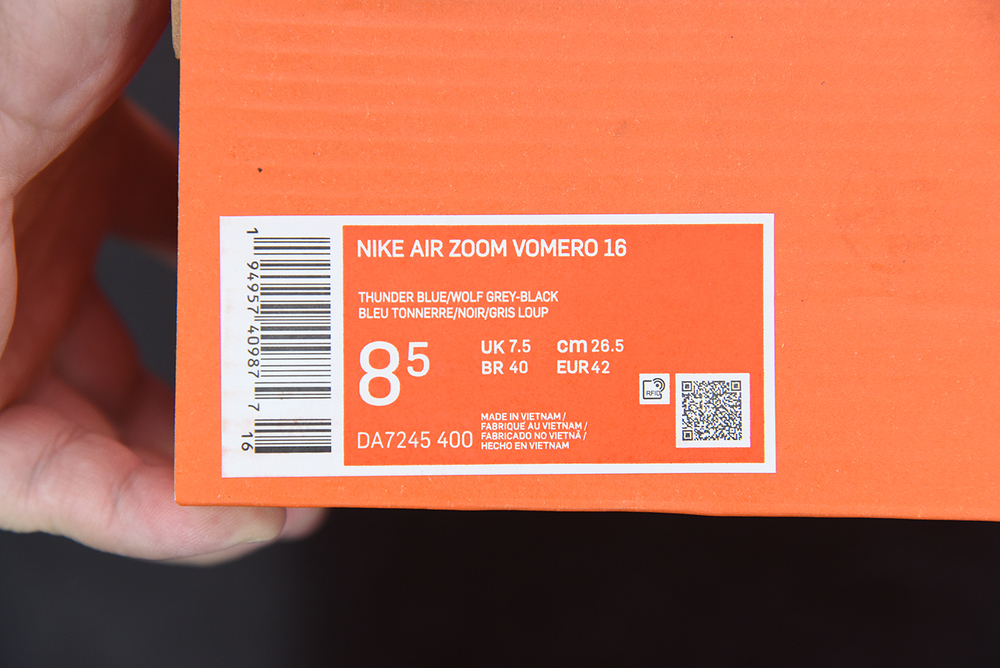 1 94957 40987 7 16
NIKE AIR ZOOM VOMERO 16
THUNDER BLUE/WOLF GREY-BLACK
BLEU TONNERRE/NOIR/GRIS LOUP
8 5
UK 7.5 cm 26.5
BR 40 EUR 42
RFID
DA7245 400
MADE IN VIETNAM /
FABRIQUÉ AU VIETNAM /
FABRICADO NO VIETNÃ /
HECHO EN VIETNAM